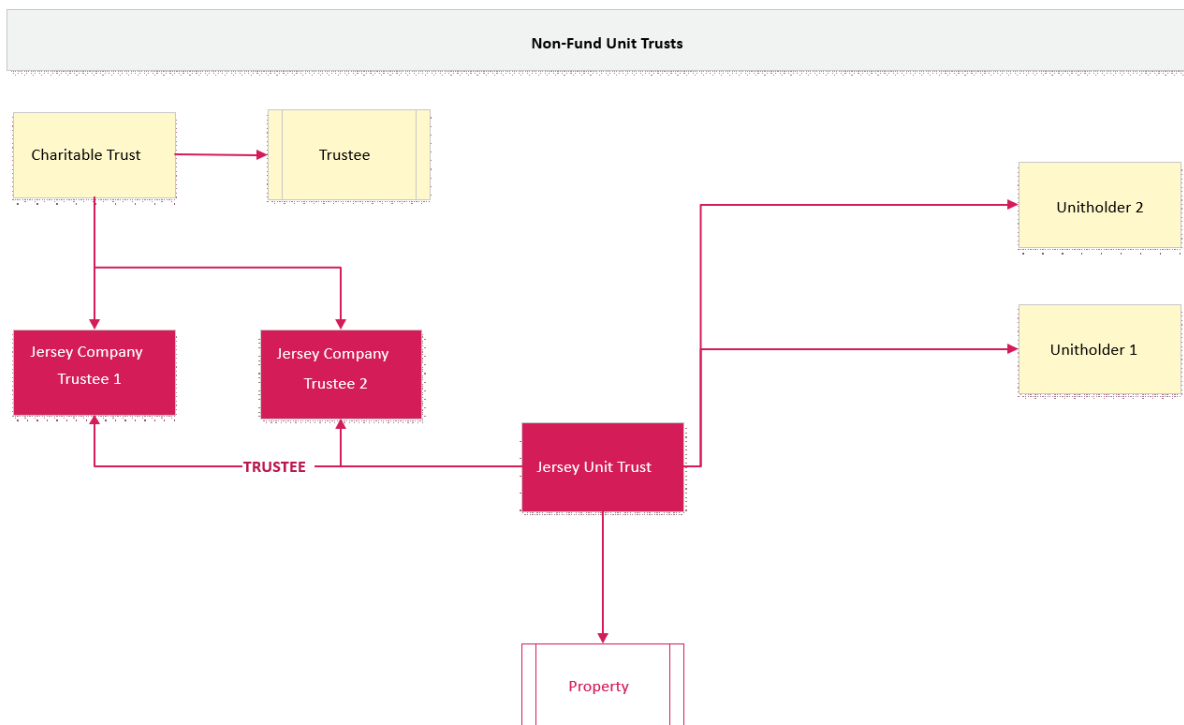 Non-Fund Unit Trusts
Charitable Trust
Trustee
Unitholder 2
Unitholder 1
Jersey Company
Trustee 1
Jersey Company
Trustee 2
TRUSTEE
Jersey Unit Trust
Property